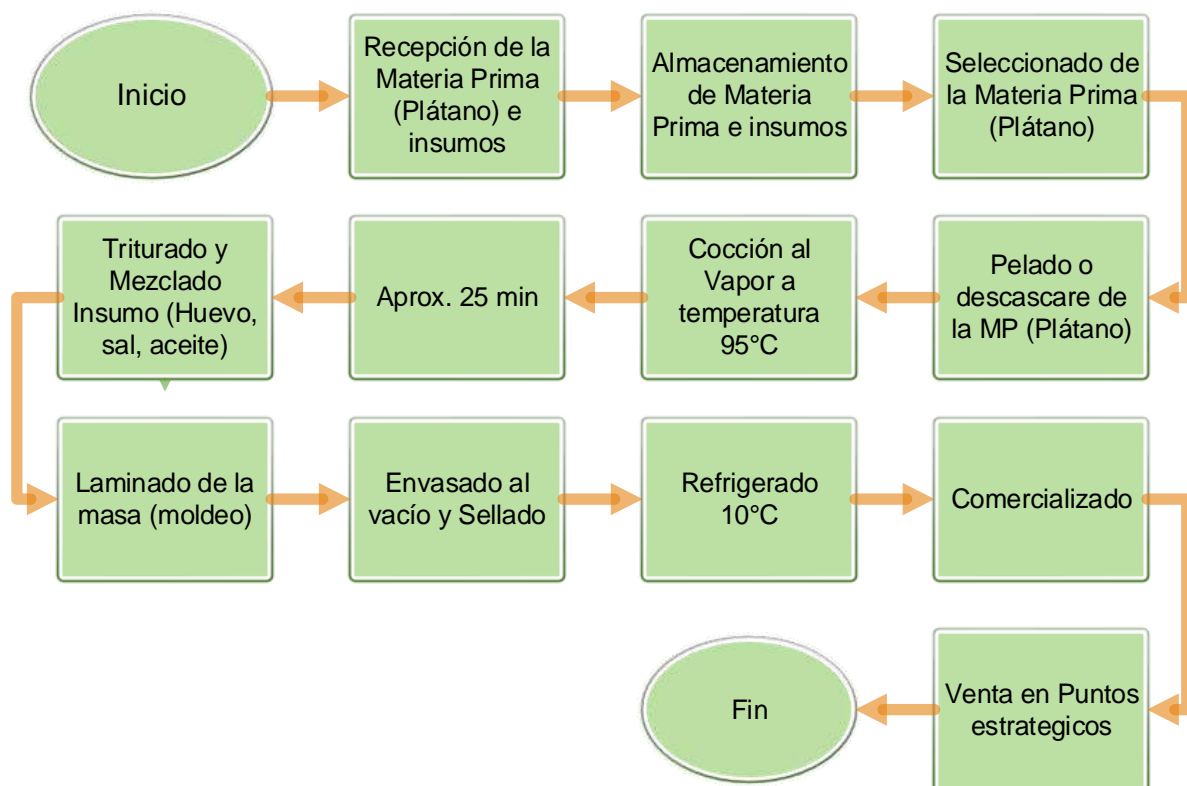 Inicio
Recepción de la
Materia Prima
(Plátano) e
insumos
Almacenamiento
de Materia
Prima e insumos
Seleccionado de
la Materia Prima
(Plátano)
Pelado o
descascare de
la MP (Plátano)
Cocción al
Vapor a
temperatura
95°C
Aprox. 25 min
Triturado y
Mezclado
Insumo (Huevo,
sal, aceite)
Laminado de la
masa (moldeo)
Envasado al
vacío y Sellado
Refrigerado
10°C
Comercializado
Venta en Puntos
estrategicos
Fin